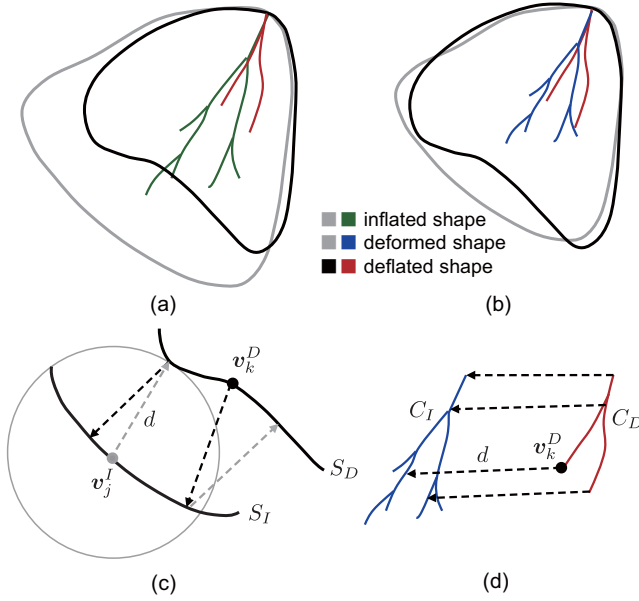 inflated shape
deformed shape
deflated shape
(a)
(b)
$v_k^D$
$d$
$v_j^I$
$S_D$
$S_I$
$C_I$
$C_D$
$v_k^D$
$d$
(c)
(d)